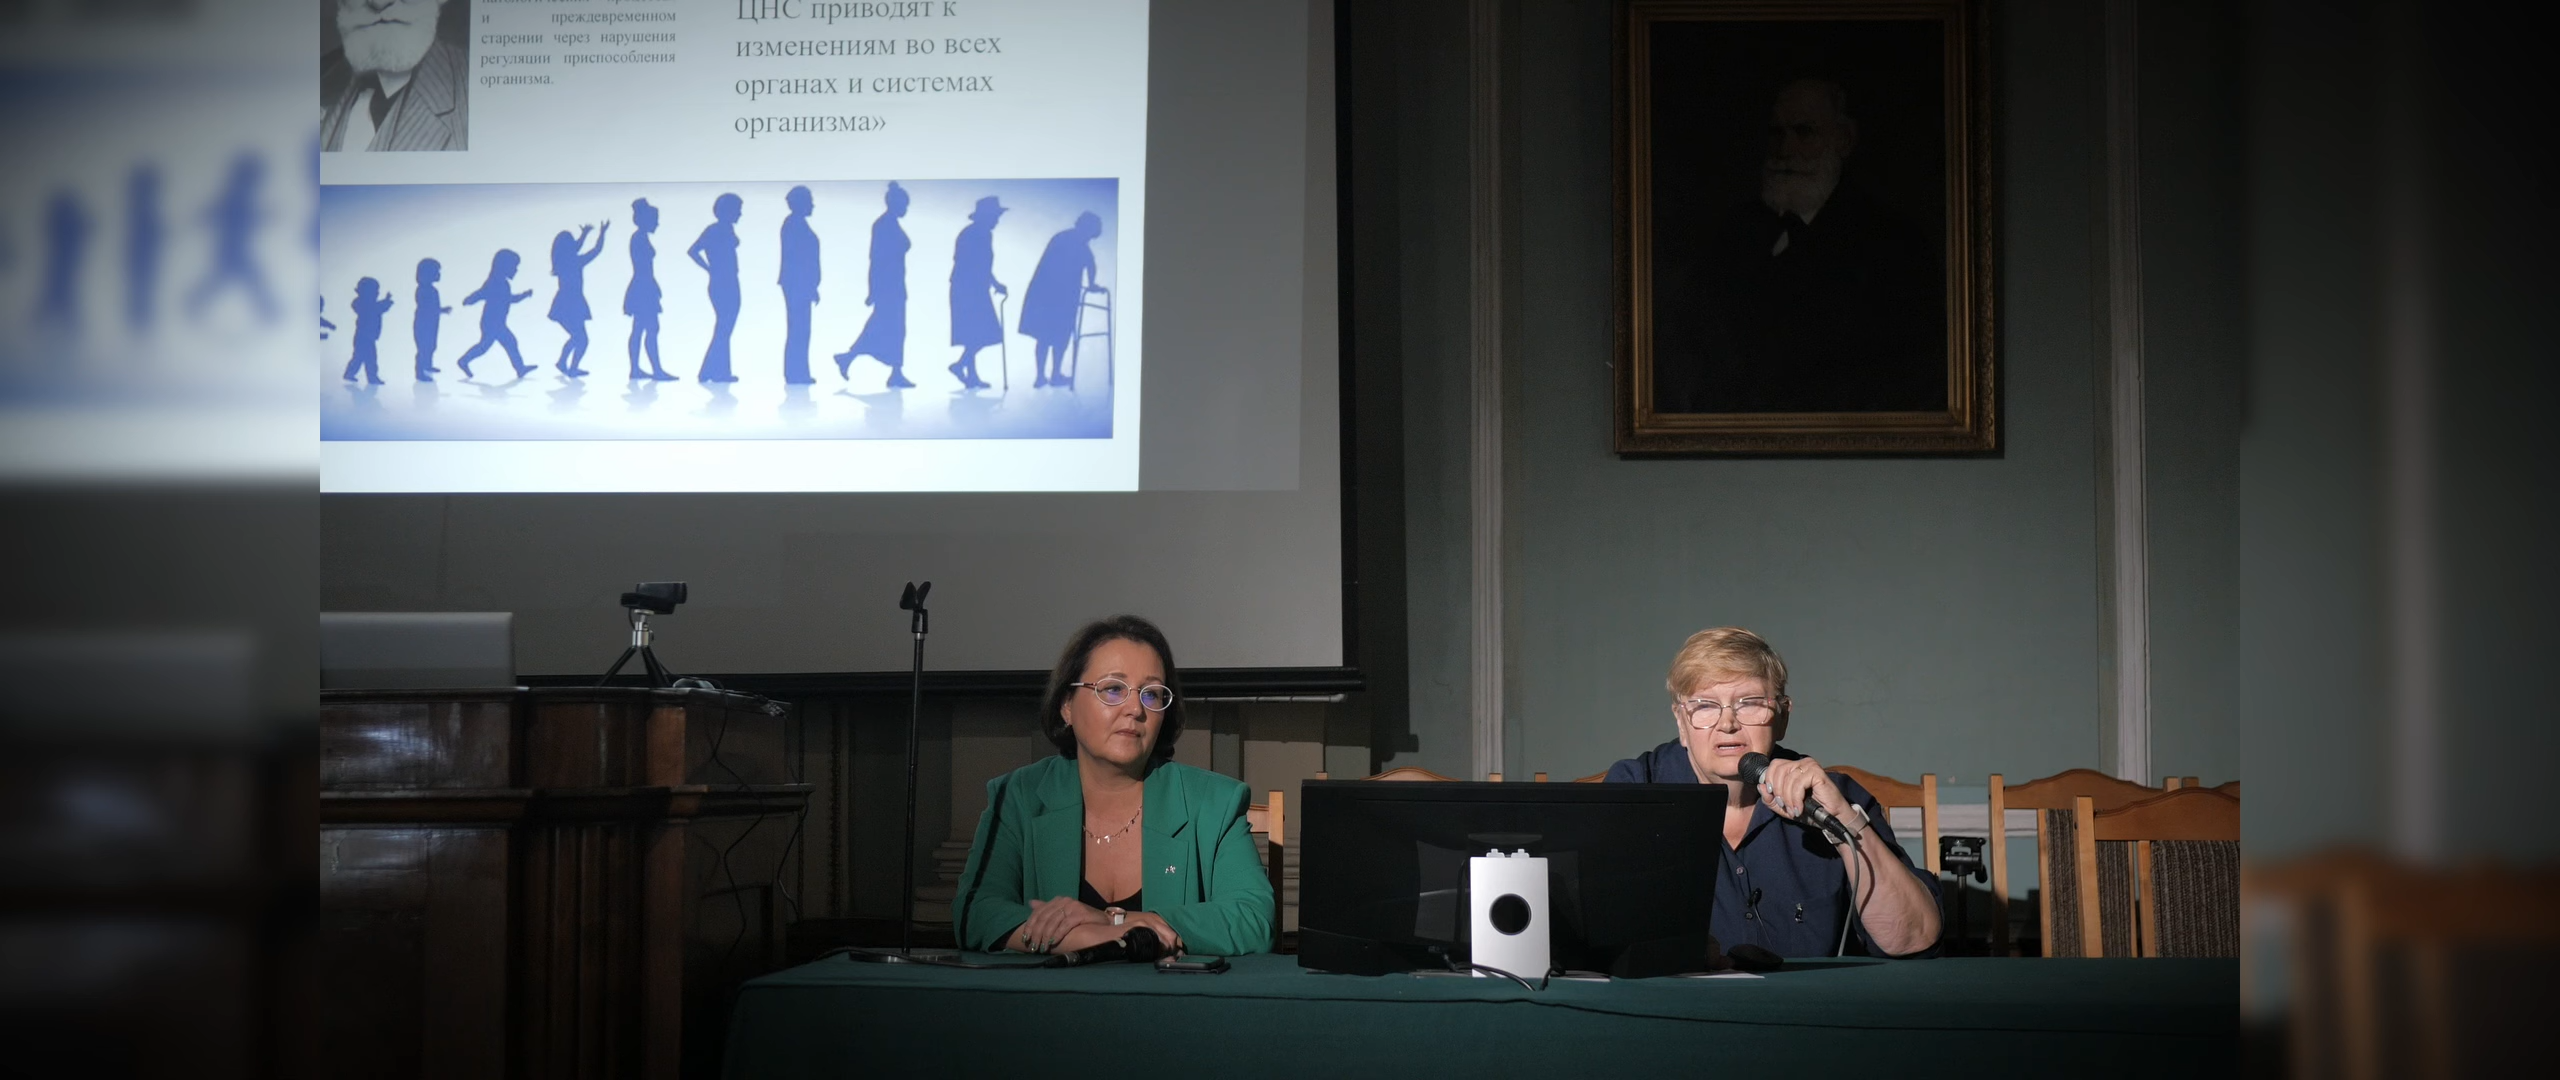 и преждевременном
старении через нарушения
регуляции приспособления
организма.
ЦНС приводят к
изменениям во всех
органах и системах
организма»